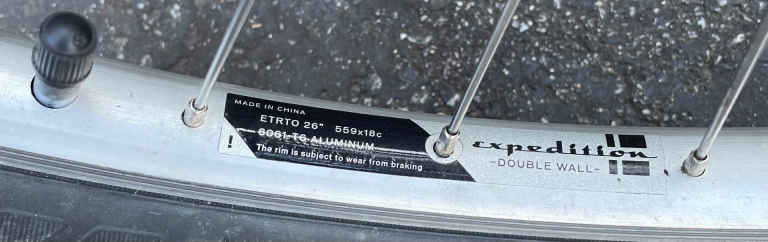 MADE IN CHINA
ETRTO 26" 559x18c
6061-T6 ALUMINUM
! The rim is subject to wear from braking
expedition
-DOUBLE WALL-